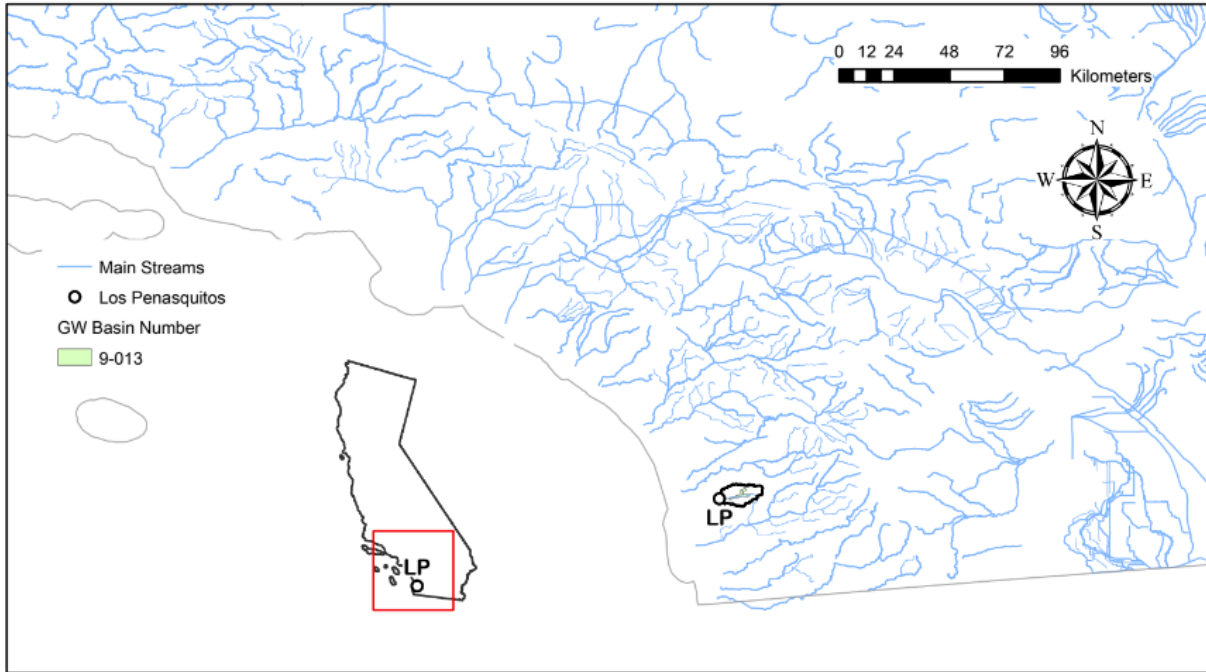 0 12 24 48 72 96
Kilometers
N
W E
S
Main Streams
Los Penasquitos
GW Basin Number
9-013
LP
LP